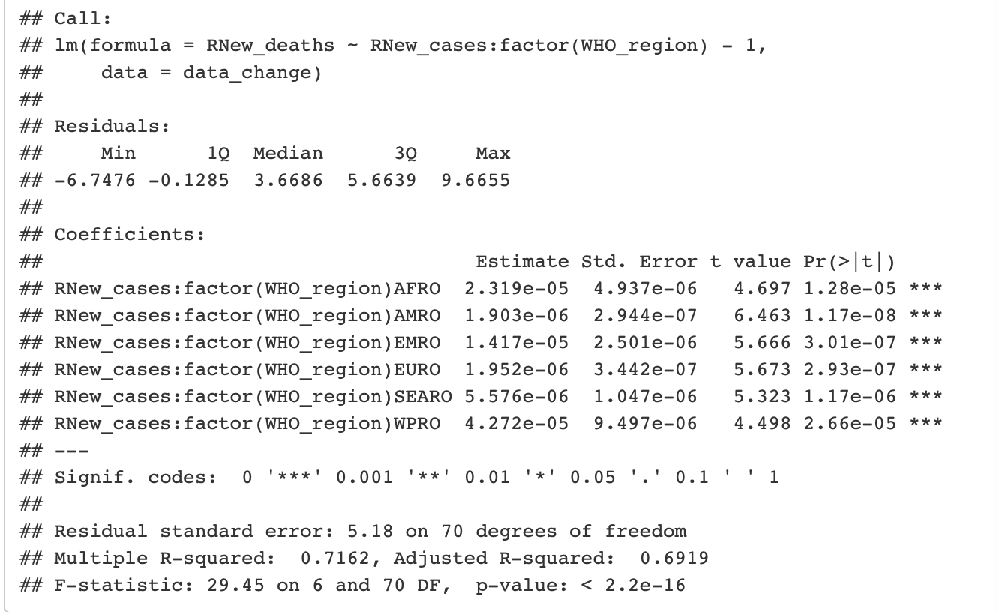 ## Call:
## lm(formula = RNew_deaths ~ RNew_cases:factor(WHO_region) - 1,
##     data = data_change)
##
## Residuals:
##     Min      1Q  Median      3Q     Max
## -6.7476 -0.1285  3.6686  5.6639  9.6655
##
## Coefficients:
##                                    Estimate Std. Error t value Pr(>|t|)
## RNew_cases:factor(WHO_region)AFRO  2.319e-05  4.937e-06   4.697 1.28e-05 ***
## RNew_cases:factor(WHO_region)AMRO  1.903e-06  2.944e-07   6.463 1.17e-08 ***
## RNew_cases:factor(WHO_region)EMRO  1.417e-05  2.501e-06   5.666 3.01e-07 ***
## RNew_cases:factor(WHO_region)EURO  1.952e-06  3.442e-07   5.673 2.93e-07 ***
## RNew_cases:factor(WHO_region)SEARO 5.576e-06  1.047e-06   5.323 1.17e-06 ***
## RNew_cases:factor(WHO_region)WPRO  4.272e-05  9.497e-06   4.498 2.66e-05 ***
## ---
## Signif. codes:  0 '***' 0.001 '**' 0.01 '*' 0.05 '.' 0.1 ' ' 1
##
## Residual standard error: 5.18 on 70 degrees of freedom
## Multiple R-squared:  0.7162, Adjusted R-squared:  0.6919
## F-statistic: 29.45 on 6 and 70 DF,  p-value: < 2.2e-16